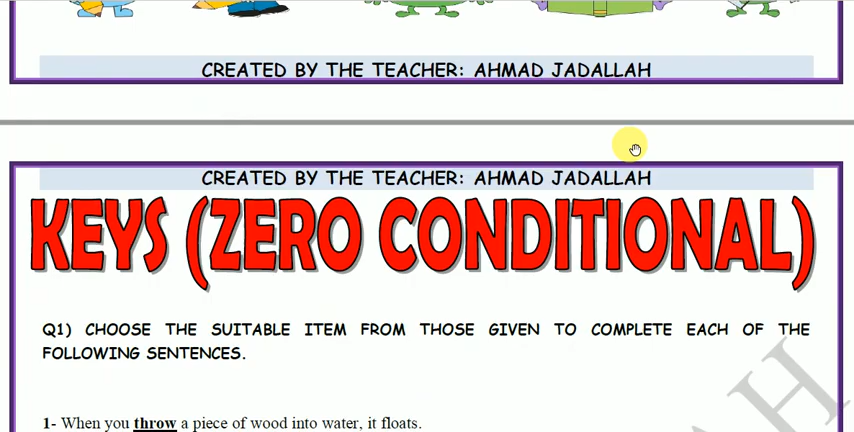 CREATED BY THE TEACHER: AHMAD JADALLAH
CREATED BY THE TEACHER: AHMAD JADALLAH
KEYS (ZERO CONDITIONAL)
Q1) CHOOSE THE SUITABLE ITEM FROM THOSE GIVEN TO COMPLETE EACH OF THE
FOLLOWING SENTENCES.
1- When you throw a piece of wood into water, it floats.